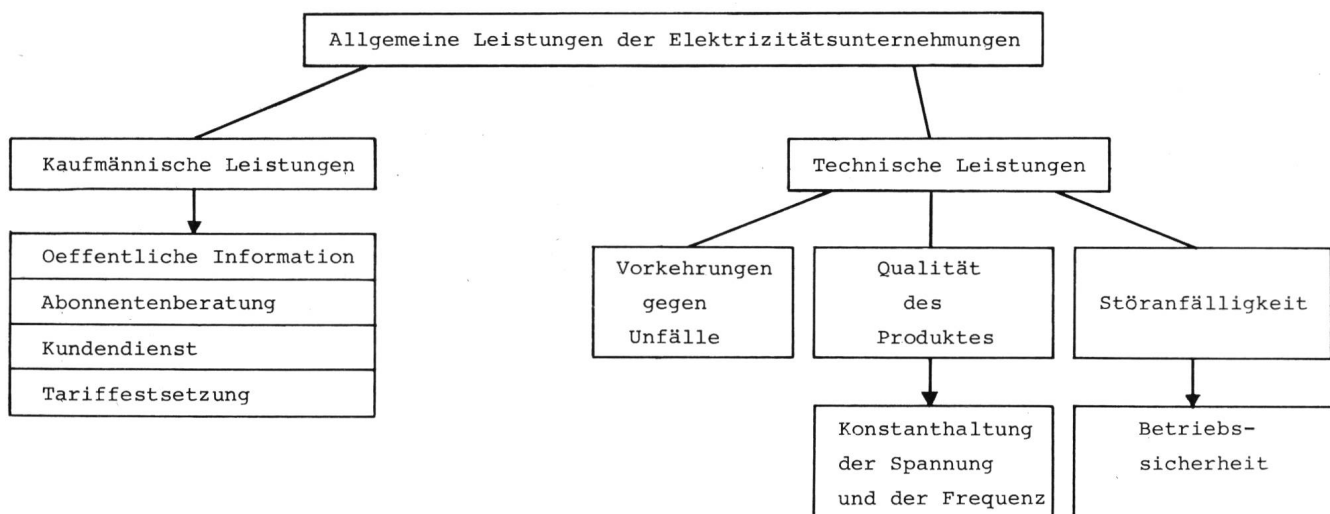 Allgemeine Leistungen der Elektrizitätsunternehmungen
Kaufmännische Leistungen
Oeffentliche Information
Abonnentenberatung
Kundendienst
Tariffestsetzung
Technische Leistungen
Vorkehrungen
gegen
Unfälle
Qualität
des
Produktes
Störanfälligkeit
Konstanthaltung
der Spannung
und der Frequenz
Betriebs-
sicherheit